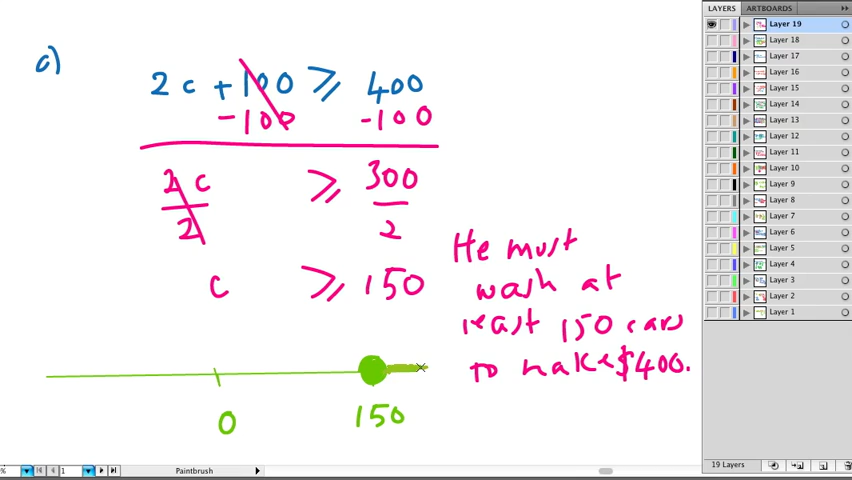 a)
2c + 100 ≥ 400
-100 -100
2c ≥ 300
2 2
c ≥ 150
He must
wash at
least 150 cars
to make $400.
0 150
LAYERS ARTBOARDS
Layer 19
Layer 18
Layer 17
Layer 16
Layer 15
Layer 14
Layer 13
Layer 12
Layer 11
Layer 10
Layer 9
Layer 8
Layer 7
Layer 6
Layer 5
Layer 4
Layer 3
Layer 2
Layer 1
19 Layers
% 1 Paintbrush